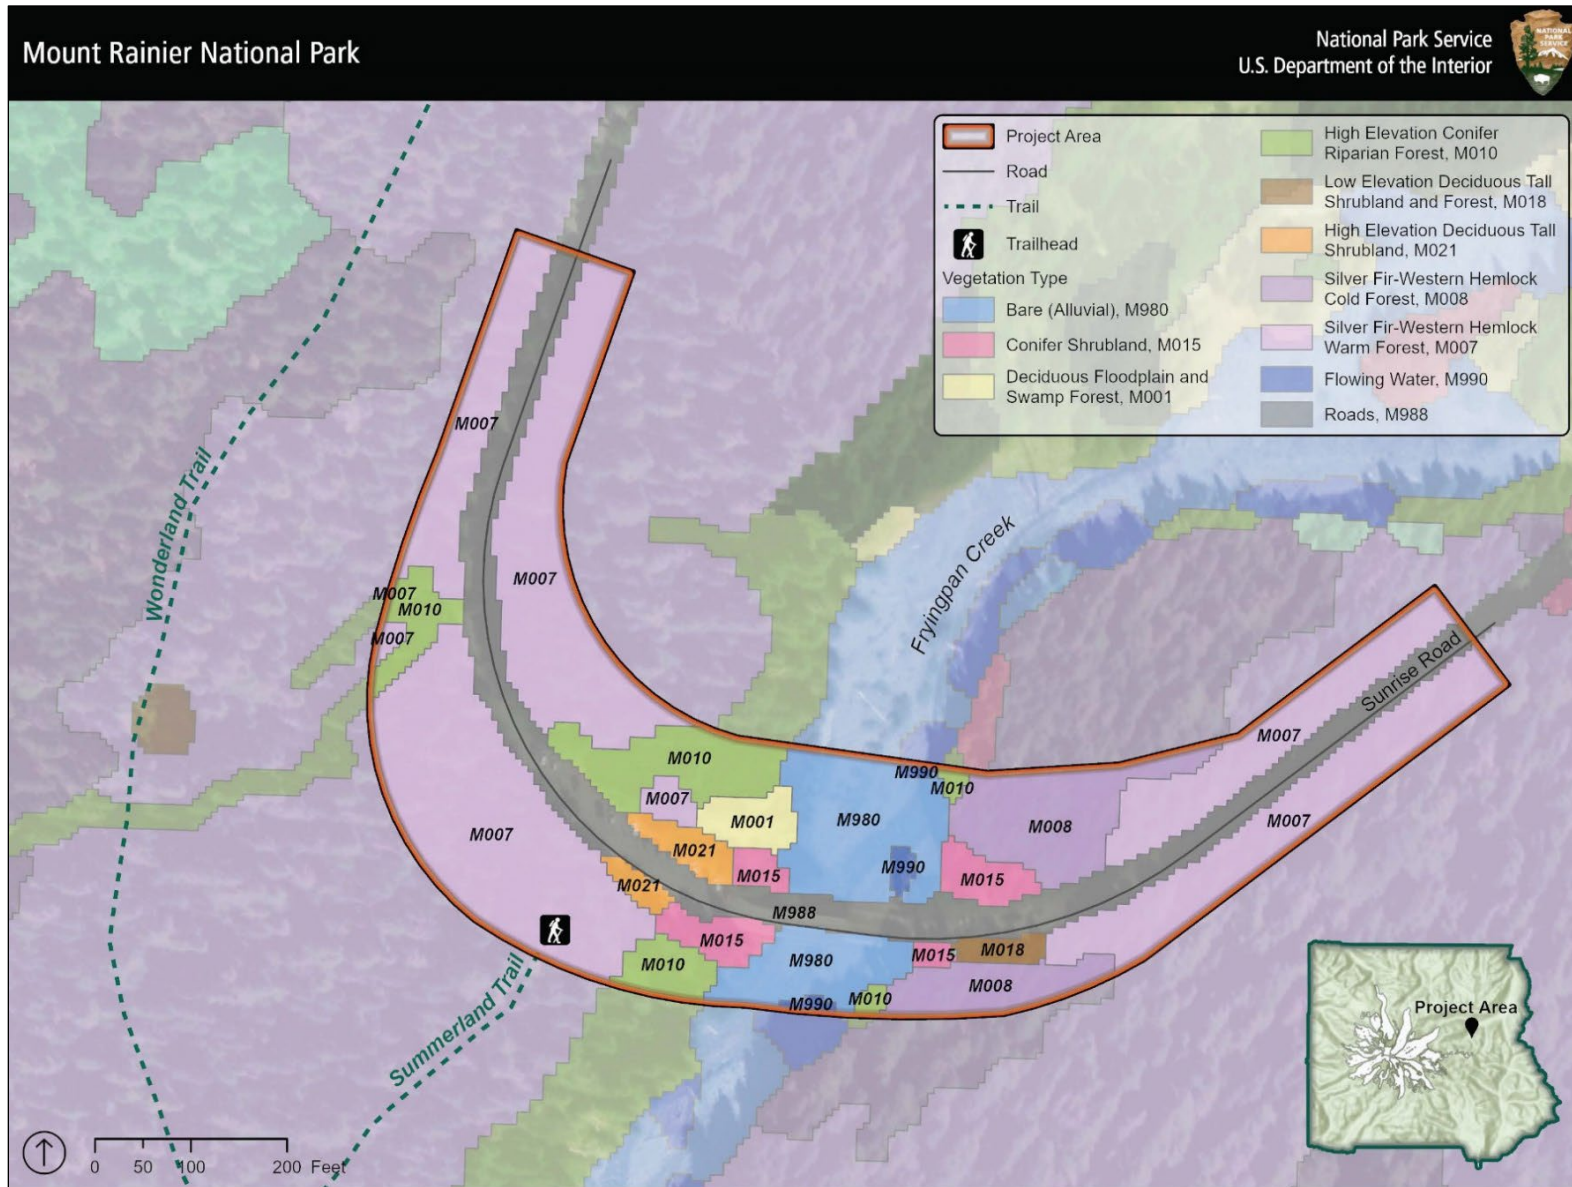 Mount Rainier National Park
National Park Service
U.S. Department of the Interior
NATIONAL
PARK
SERVICE
Project Area
Road
Trail
Trailhead
Vegetation Type
Bare (Alluvial), M980
Conifer Shrubland, M015
Deciduous Floodplain and
Swamp Forest, M001
High Elevation Conifer
Riparian Forest, M010
Low Elevation Deciduous Tall
Shrubland and Forest, M018
High Elevation Deciduous Tall
Shrubland, M021
Silver Fir-Western Hemlock
Cold Forest, M008
Silver Fir-Western Hemlock
Warm Forest, M007
Flowing Water, M990
Roads, M988
Wonderland Trail
M007
M007
M007
M010
M007
Fryingpan Creek
Sunrise Road
M007
M010
M990
M010
M007
M001
M980
M008
M007
M007
M021
M015
M990
M015
M021
M988
M015
M980
M015
M018
M010
M990
M010
M008
Summerland Trail
Project Area
0 50 100 200 Feet